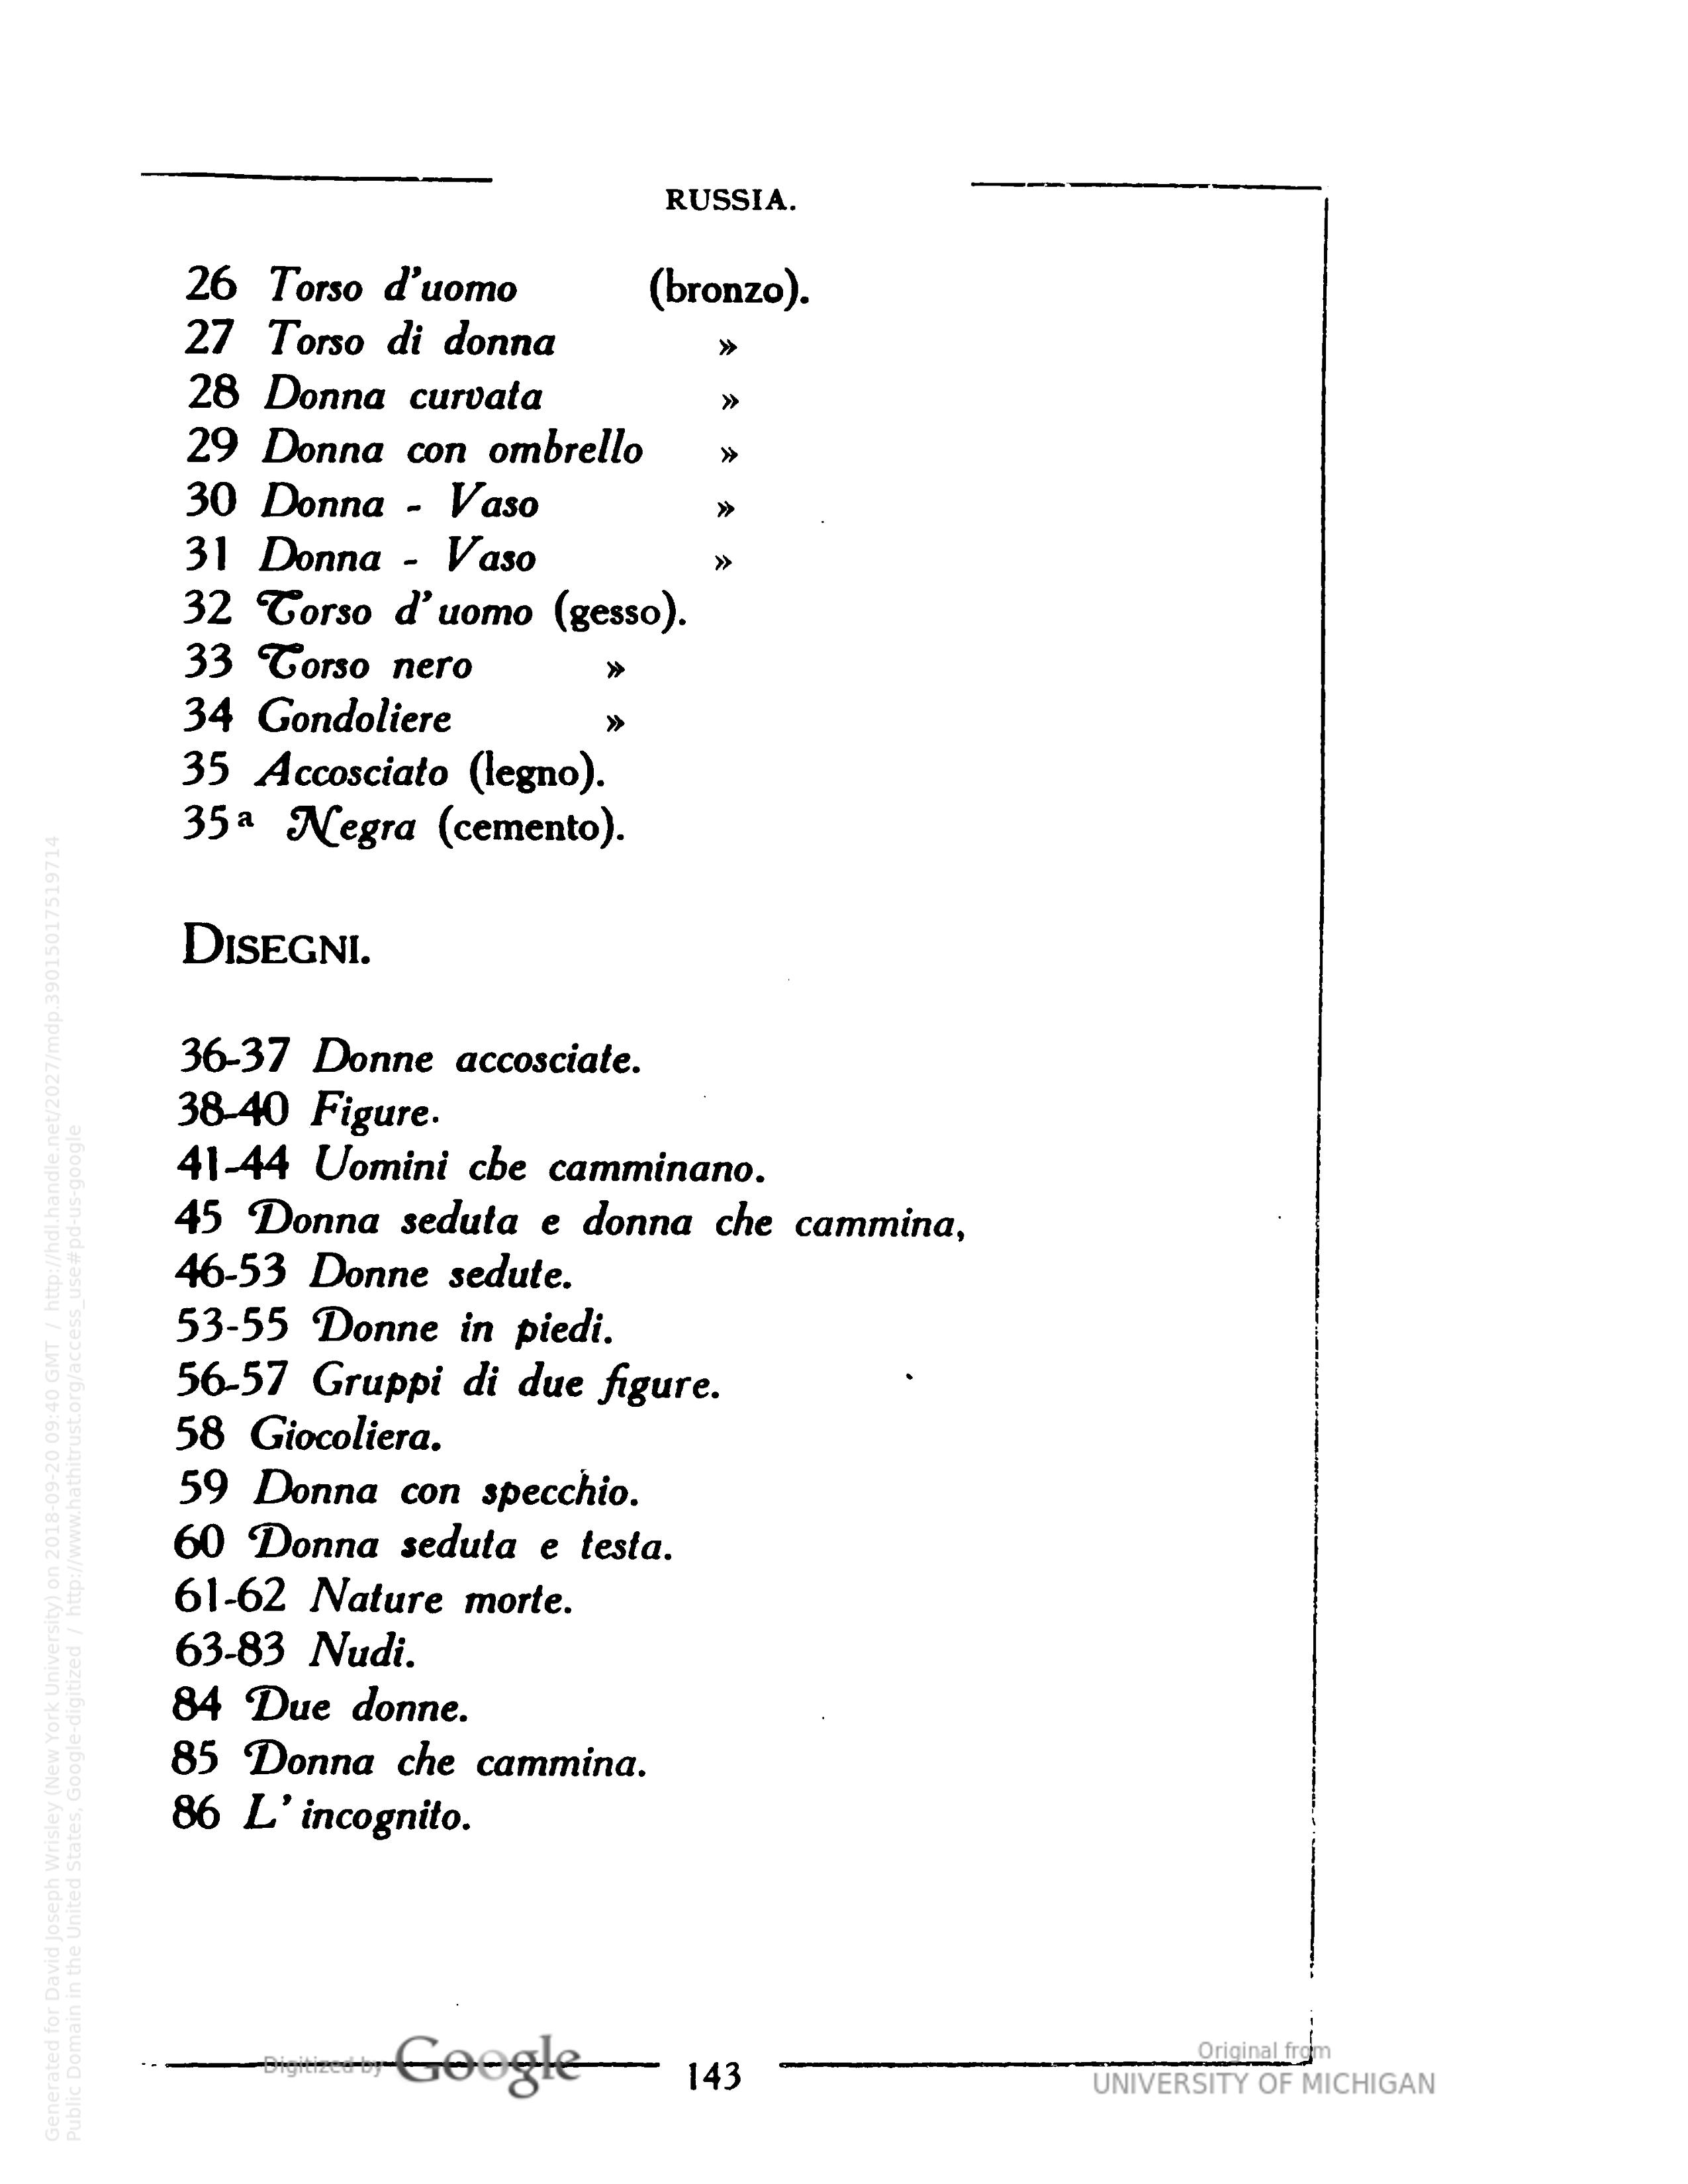 RUSSIA.
26 Torso d'uomo (bronzo).
27 Torso di donna »
28 Donna curvata »
29 Donna con ombrello »
30 Donna - Vaso »
31 Donna - Vaso »
32 Torso d'uomo (gesso).
33 Torso nero »
34 Gondoliere »
35 Accosciato (legno).
35a Negra (cemento).
DISEGNI.
36-37 Donne accosciate.
38-40 Figure.
41-44 Uomini che camminano.
45 Donna seduta e donna che cammina,
46-53 Donne sedute.
53-55 Donne in piedi.
56-57 Gruppi di due figure.
58 Giocoliera.
59 Donna con specchio.
60 Donna seduta e testa.
61-62 Nature morte.
63-83 Nudi.
84 Due donne.
85 Donna che cammina.
86 L'incognito.
143
Digitized by Google
Original from
UNIVERSITY OF MICHIGAN
Generated for David Joseph Wrisley (New York University) on 2018-09-20 09:40 GMT / http://hdl.handle.net/2027/mdp.39015017519714
Public Domain in the United States, Google-digitized / http://www.hathitrust.org/access_use#pd-us-google